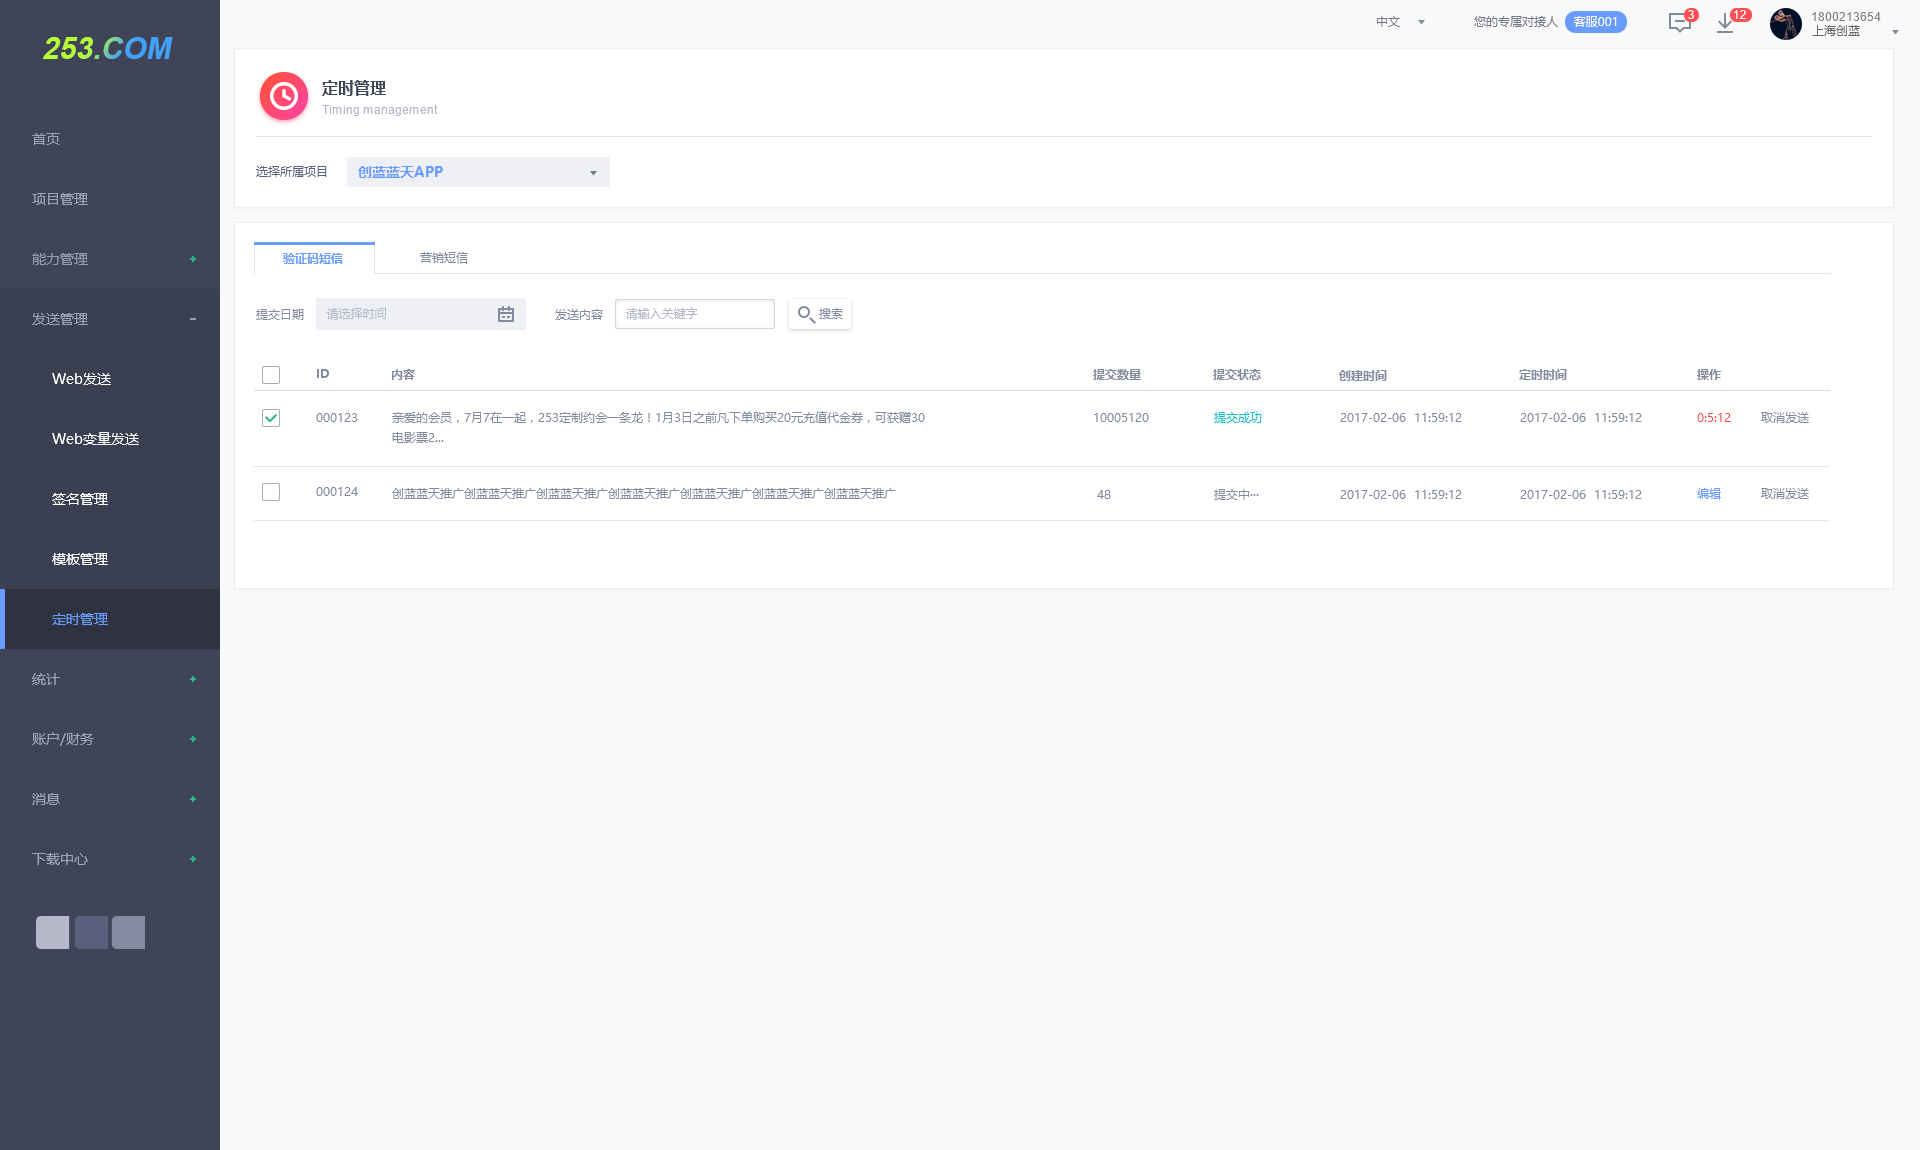 253.COM
首页
项目管理
能力管理 +
发送管理 -
Web发送
Web变量发送
签名管理
模板管理
定时管理
统计 +
账户/财务 +
消息 +
下载中心 +
中文
您的专属对接人 客服001
3
12
1800213654
上海创蓝
定时管理
Timing management
选择所属项目 创蓝蓝天APP
验证码短信 营销短信
提交日期 请选择时间 发送内容 请输入关键字 搜索
ID 内容 提交数量 提交状态 创建时间 定时时间 操作
000123 亲爱的会员，7月7在一起，253定制约会一条龙！1月3日之前凡下单购买20元充值代金券，可获赠30 10005120 提交成功 2017-02-06 11:59:12 2017-02-06 11:59:12 0:5:12 取消发送
电影票2...
000124 创蓝蓝天推广创蓝蓝天推广创蓝蓝天推广创蓝蓝天推广创蓝蓝天推广创蓝蓝天推广创蓝蓝天推广 48 提交中··· 2017-02-06 11:59:12 2017-02-06 11:59:12 编辑 取消发送